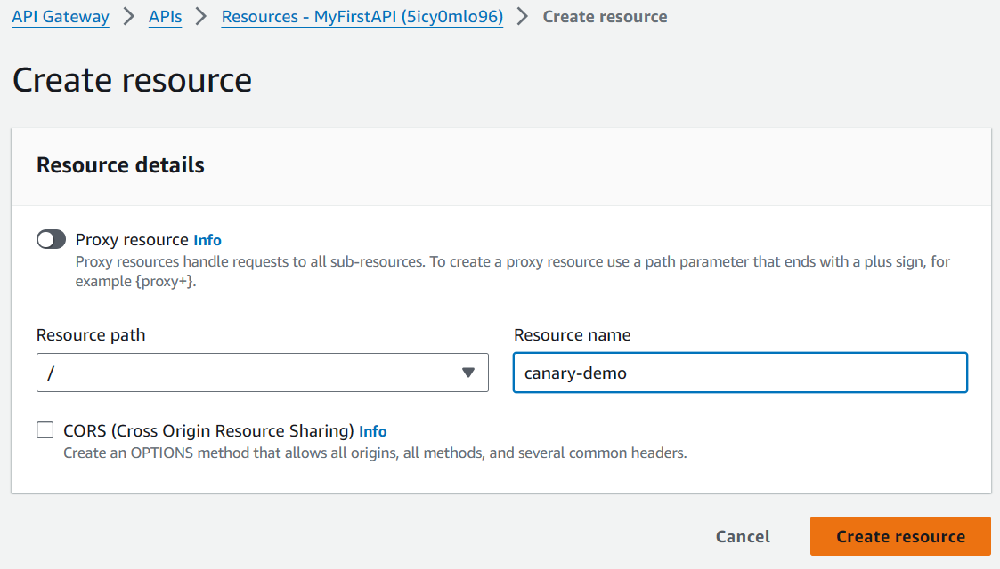 API Gateway > APIs > Resources - MyFirstAPI (5icy0mlo96) > Create resource
Create resource
Resource details
Proxy resource Info
Proxy resources handle requests to all sub-resources. To create a proxy resource use a path parameter that ends with a plus sign, for
example {proxy+}.
Resource path
/
Resource name
canary-demo
CORS (Cross Origin Resource Sharing) Info
Create an OPTIONS method that allows all origins, all methods, and several common headers.
Cancel
Create resource